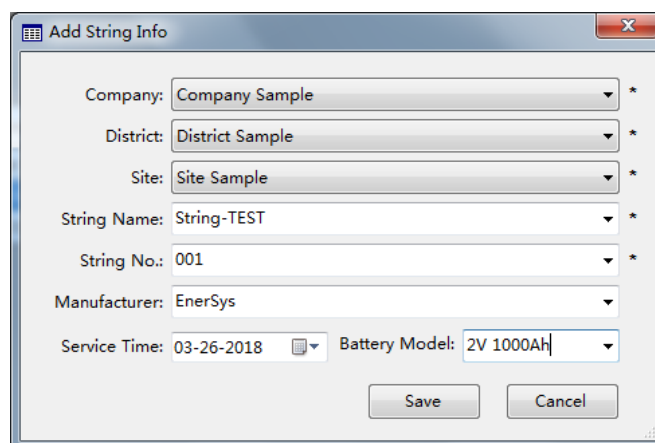 Add String Info
Company: Company Sample *
District: District Sample *
Site: Site Sample *
String Name: String-TEST *
String No.: 001 *
Manufacturer: EnerSys
Service Time: 03-26-2018 Battery Model: 2V 1000Ah
Save Cancel